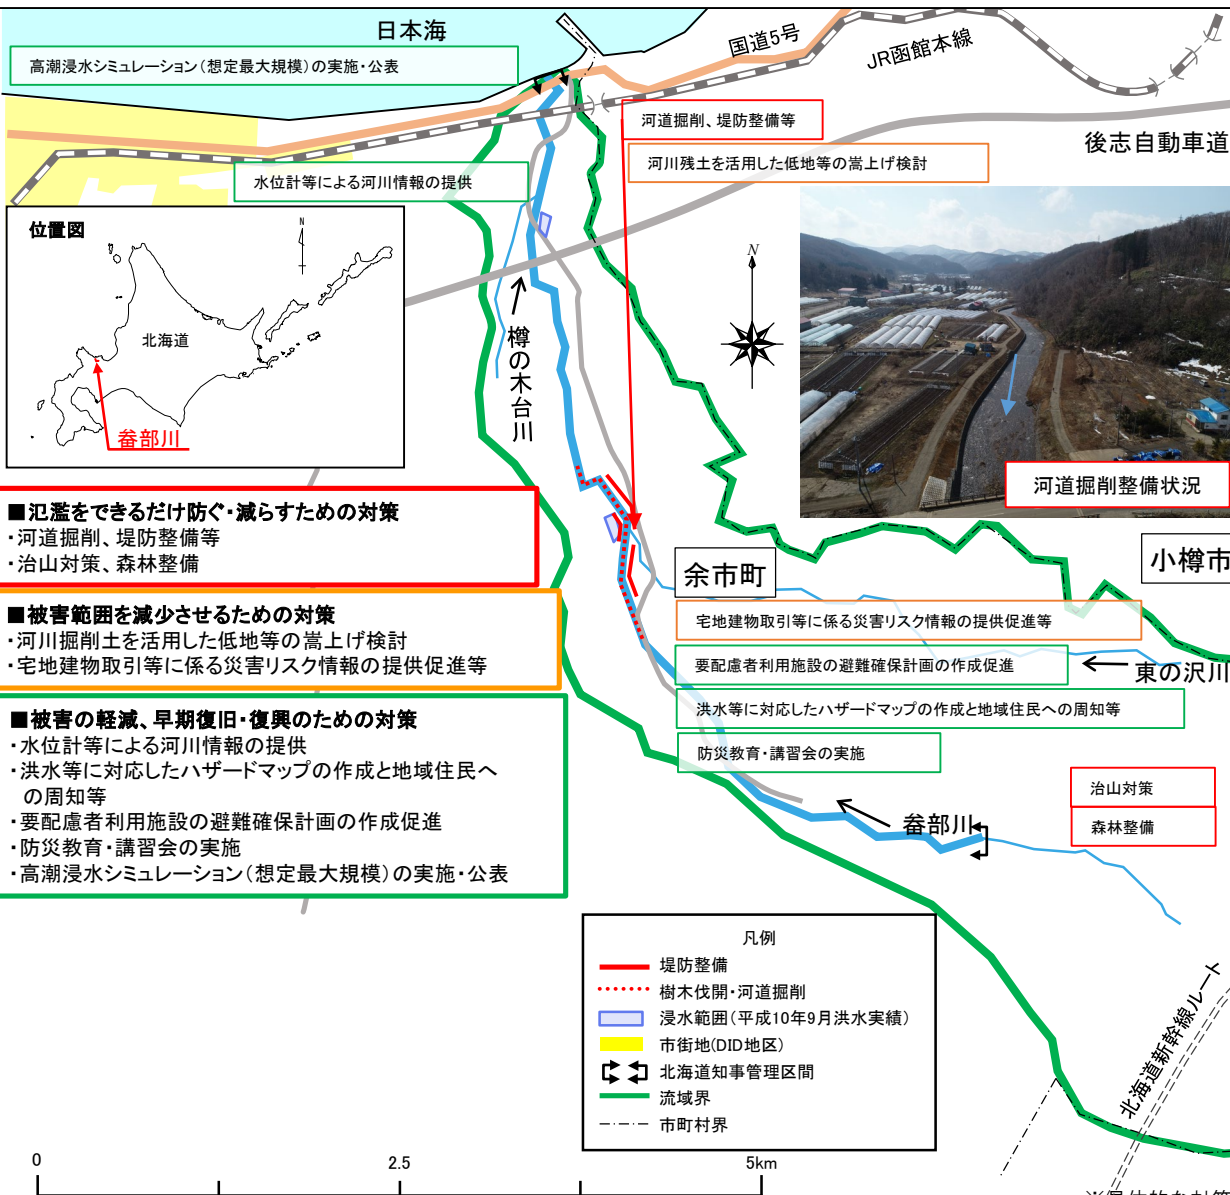 日本海
高潮浸水シミュレーション（想定最大規模）の実施・公表
国道5号
JR函館本線
河道掘削、堤防整備等
後志自動車道
河川残土を活用した低地等の嵩上げ検討
水位計等による河川情報の提供
位置図
N
北海道
畚部川
N
樽の木台川
河道掘削整備状況
■氾濫をできるだけ防ぐ・減らすための対策
・河道掘削、堤防整備等
・治山対策、森林整備
余市町
小樽市
■被害範囲を減少させるための対策
・河川掘削土を活用した低地等の嵩上げ検討
・宅地建物取引等に係る災害リスク情報の提供促進等
宅地建物取引等に係る災害リスク情報の提供促進等
要配慮者利用施設の避難確保計画の作成促進
東の沢川
洪水等に対応したハザードマップの作成と地域住民への周知等
防災教育・講習会の実施
■被害の軽減、早期復旧・復興のための対策
・水位計等による河川情報の提供
・洪水等に対応したハザードマップの作成と地域住民へ
の周知等
・要配慮者利用施設の避難確保計画の作成促進
・防災教育・講習会の実施
・高潮浸水シミュレーション（想定最大規模）の実施・公表
治山対策
森林整備
畚部川
凡例
堤防整備
樹木伐開・河道掘削
浸水範囲（平成10年9月洪水実績）
市街地(DID地区)
北海道知事管理区間
流域界
市町村界
北海道新幹線ルート
0
2.5
5km